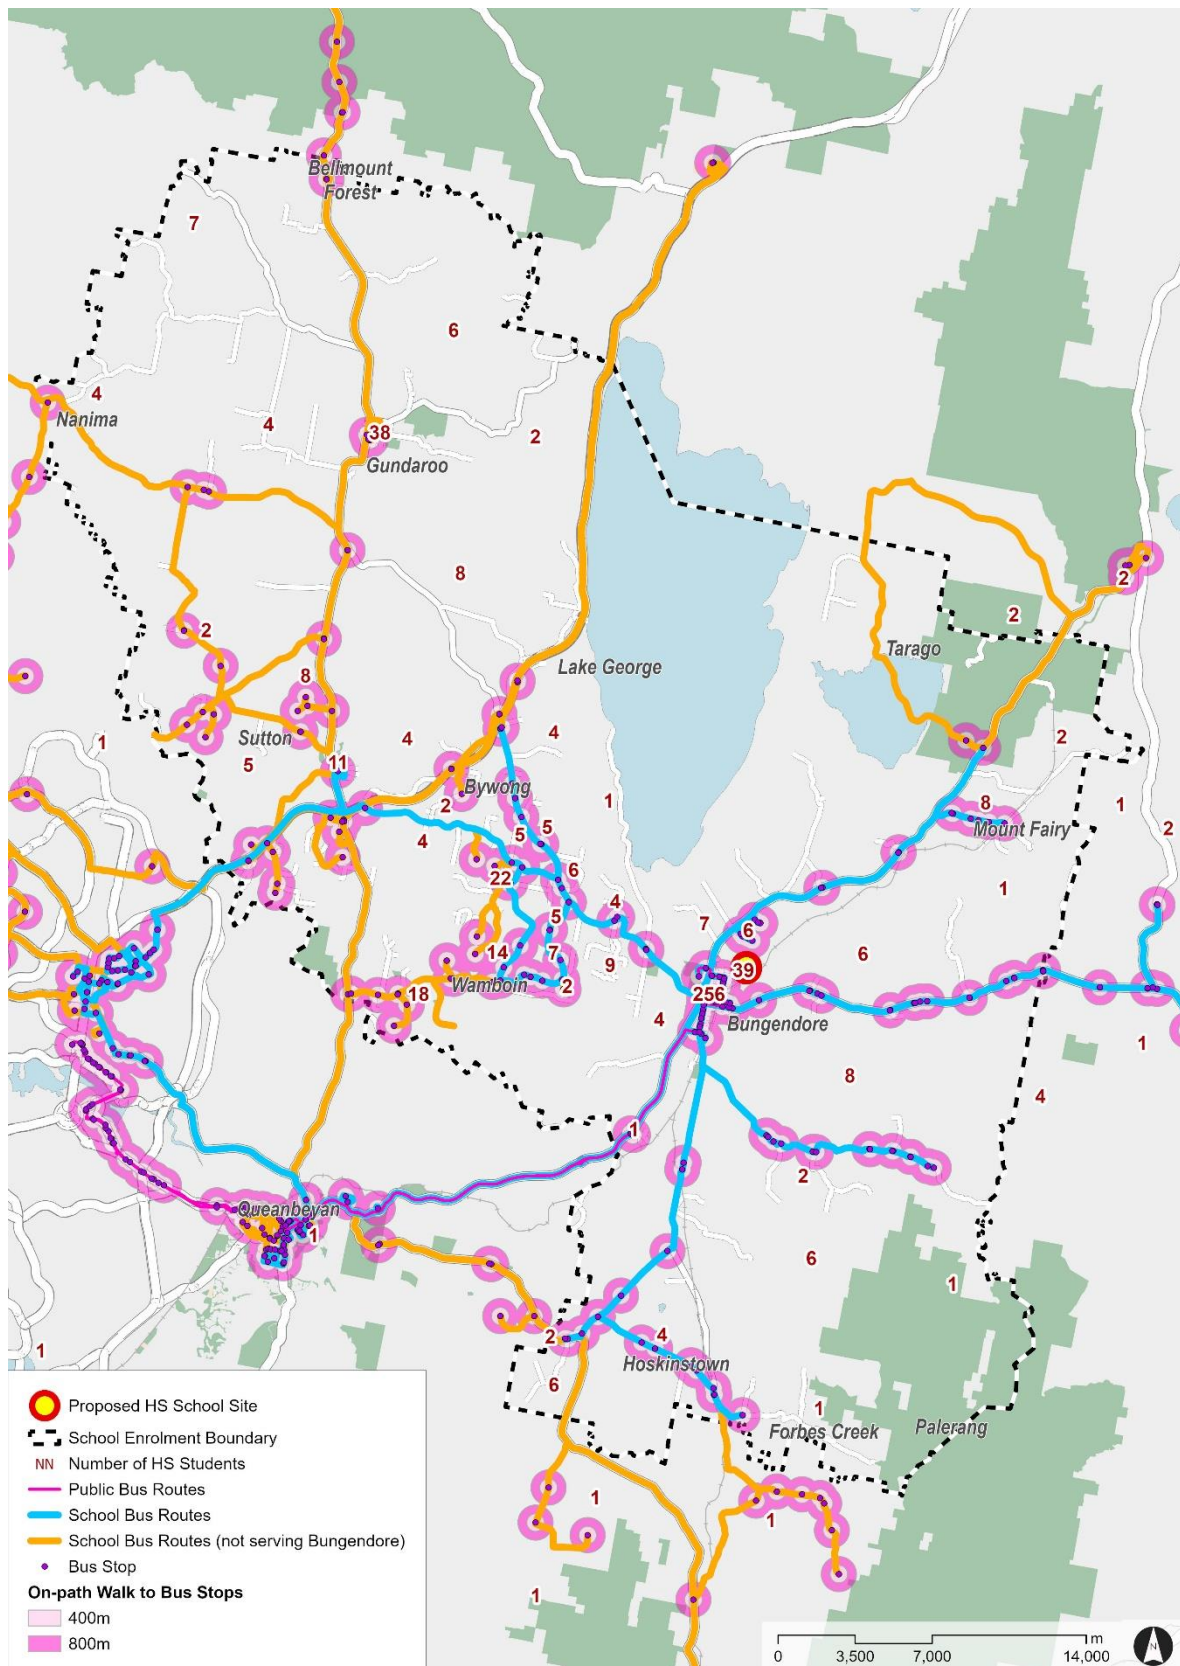 Bellmount
Forest
7
6
4
Nanima
4
38
2
Gundaroo
8
2
2
2
Tarago
Lake George
8
Sutton
1
4
4
2
5
11
Bywong
2
1
1
8
5
5
Mount Fairy
2
4
22
6
4
1
5
7
6
14
7
9
6
39
Wamboin
2
18
256
4
Bungendore
1
8
4
1
2
Queanbeyan
1
6
1
2
4
1
Hoskinstown
6
1
Forbes Creek
Palerang
1
1
1
Proposed HS School Site
School Enrolment Boundary
NN Number of HS Students
Public Bus Routes
School Bus Routes
School Bus Routes (not serving Bungendore)
Bus Stop
On-path Walk to Bus Stops
400m
800m
m
0 3,500 7,000 14,000
N